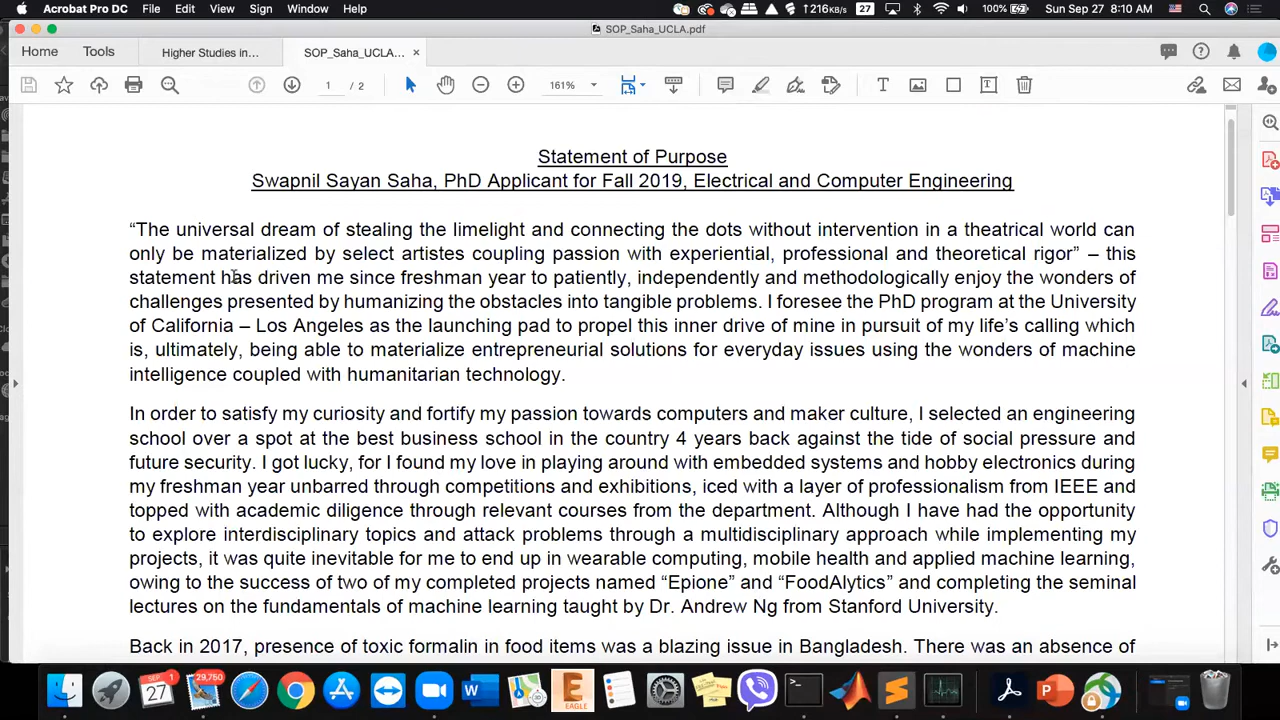 Acrobat Pro DC File Edit View Sign Window Help 216KB/s 27 100% Sun Sep 27 8:10 AM
SOP_Saha_UCLA.pdf
Home Tools Higher Studies in... SOP_Saha_UCLA... ×
1 / 2 161%
Statement of Purpose
Swapnil Sayan Saha, PhD Applicant for Fall 2019, Electrical and Computer Engineering
“The universal dream of stealing the limelight and connecting the dots without intervention in a theatrical world can
only be materialized by select artistes coupling passion with experiential, professional and theoretical rigor” – this
statement has driven me since freshman year to patiently, independently and methodologically enjoy the wonders of
challenges presented by humanizing the obstacles into tangible problems. I foresee the PhD program at the University
of California – Los Angeles as the launching pad to propel this inner drive of mine in pursuit of my life’s calling which
is, ultimately, being able to materialize entrepreneurial solutions for everyday issues using the wonders of machine
intelligence coupled with humanitarian technology.
In order to satisfy my curiosity and fortify my passion towards computers and maker culture, I selected an engineering
school over a spot at the best business school in the country 4 years back against the tide of social pressure and
future security. I got lucky, for I found my love in playing around with embedded systems and hobby electronics during
my freshman year unbarred through competitions and exhibitions, iced with a layer of professionalism from IEEE and
topped with academic diligence through relevant courses from the department. Although I have had the opportunity
to explore interdisciplinary topics and attack problems through a multidisciplinary approach while implementing my
projects, it was quite inevitable for me to end up in wearable computing, mobile health and applied machine learning,
owing to the success of two of my completed projects named “Epione” and “FoodAlytics” and completing the seminal
lectures on the fundamentals of machine learning taught by Dr. Andrew Ng from Stanford University.
Back in 2017, presence of toxic formalin in food items was a blazing issue in Bangladesh. There was an absence of
SEP 27 29,750 EAGLE